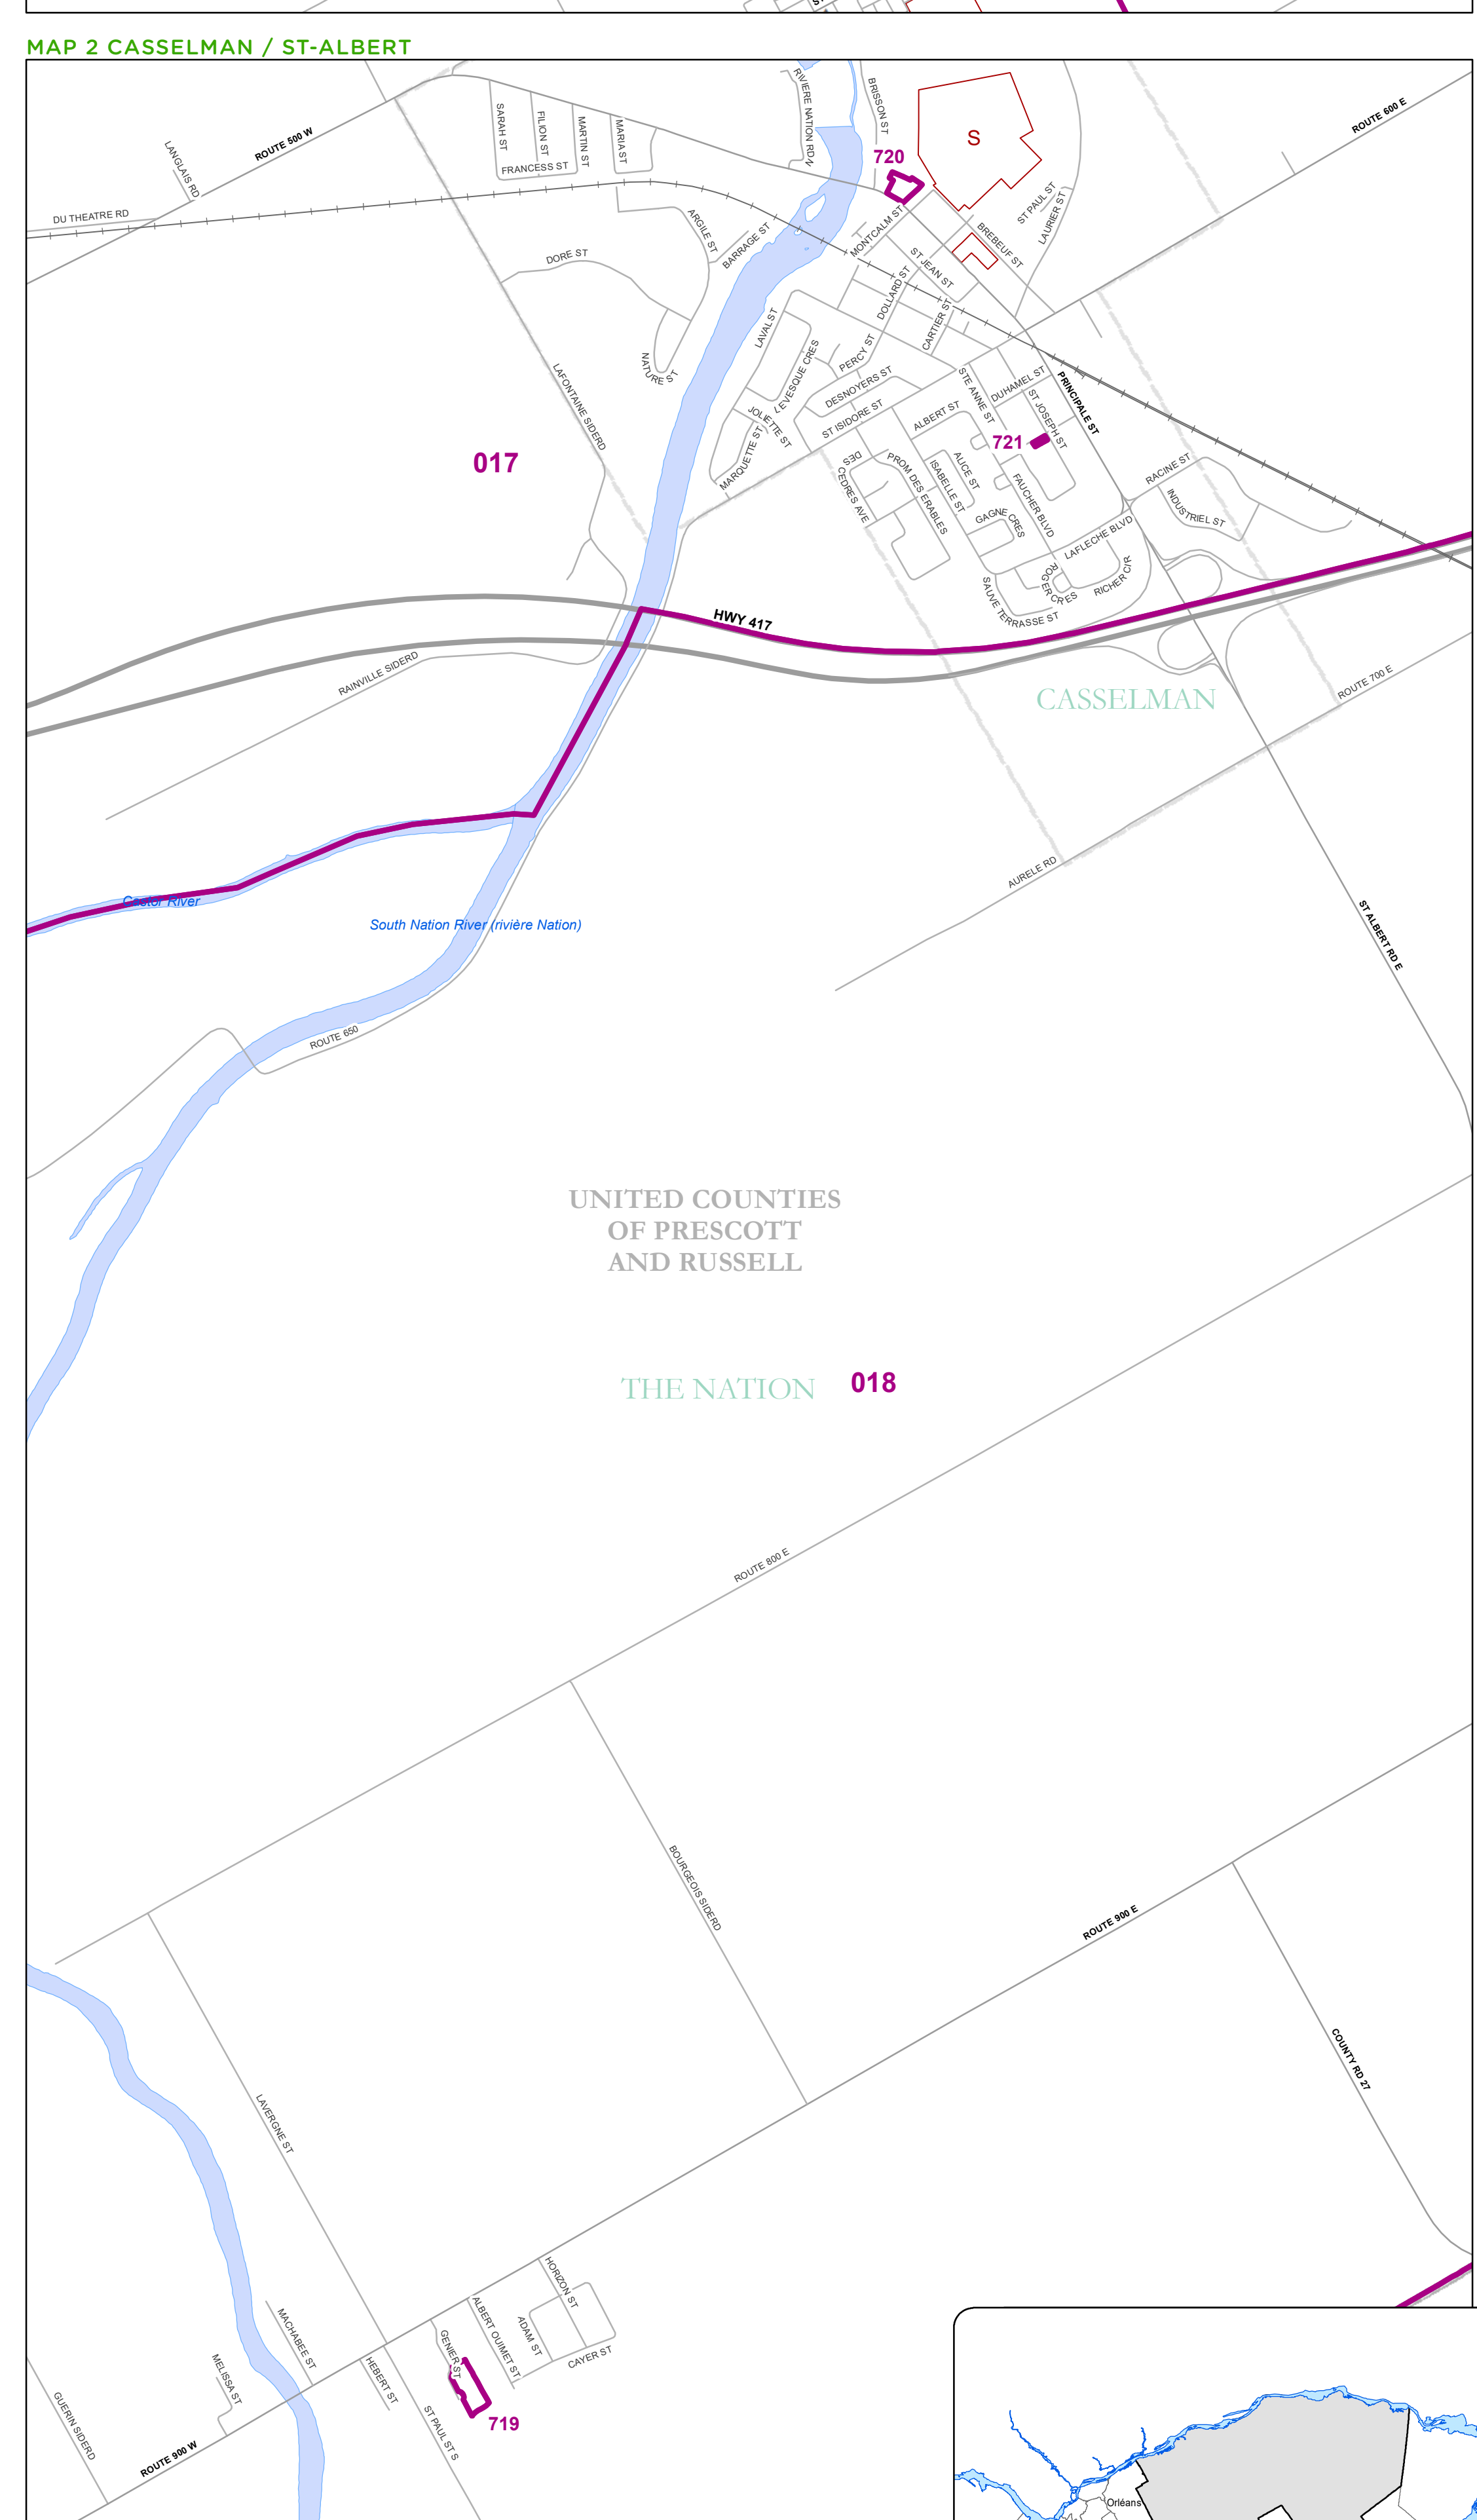 MAP 2 CASSELMAN / ST-ALBERT
RIVIERE NATION RD N
BRISSON ST
ROUTE 600 E
SARAH ST
FILION ST
MARTIN ST
MARIA ST
ROUTE 500 W
LANGLAIS RD
FRANCESS ST
720
S
DU THEATRE RD
ARGILE ST
BARRAGE ST
MONTCALM ST
ST PAUL ST
LAURIER ST
BREBEUF ST
DORE ST
ST JEAN ST
DOLLARD ST
LAVAL ST
CARTIER ST
LEVESQUE CRES
PERCY ST
NATURE ST
LAFONTAINE SIDERD
DESNOYERS ST
STE ANNE ST
DUHAMEL ST
PRINCIPALE ST
JOLIETTE ST
ST ISIDORE ST
ALBERT ST
ST JOSEPH ST
721
017
MARQUETTE ST
DES CEDRES AVE
PROM DES ERABLES
ISABELLE ST
ALICE ST
FAUCHER BLVD
RACINE ST
INDUSTRIEL ST
GAGNE CRES
LAFLECHE BLVD
ROGER CRES
RICHER CIR
SAUVE TERRASSE ST
HWY 417
RAINVILLE SIDERD
CASSELMAN
ROUTE 700 E
AURELE RD
Castor River
South Nation River (rivière Nation)
ST ALBERT RD E
ROUTE 650
UNITED COUNTIES
OF PRESCOTT
AND RUSSELL
THE NATION
018
ROUTE 800 E
BOURGEOIS SIDERD
ROUTE 900 E
COUNTY RD 27
LAVERGNE ST
HORIZON ST
ALBERT OUIMET ST
ADAM ST
CAYER ST
MACHABEE ST
GENIER ST
MELISSA ST
HEBERT ST
GUERIN SIDERD
ST PAUL ST S
719
ROUTE 900 W
Orléans